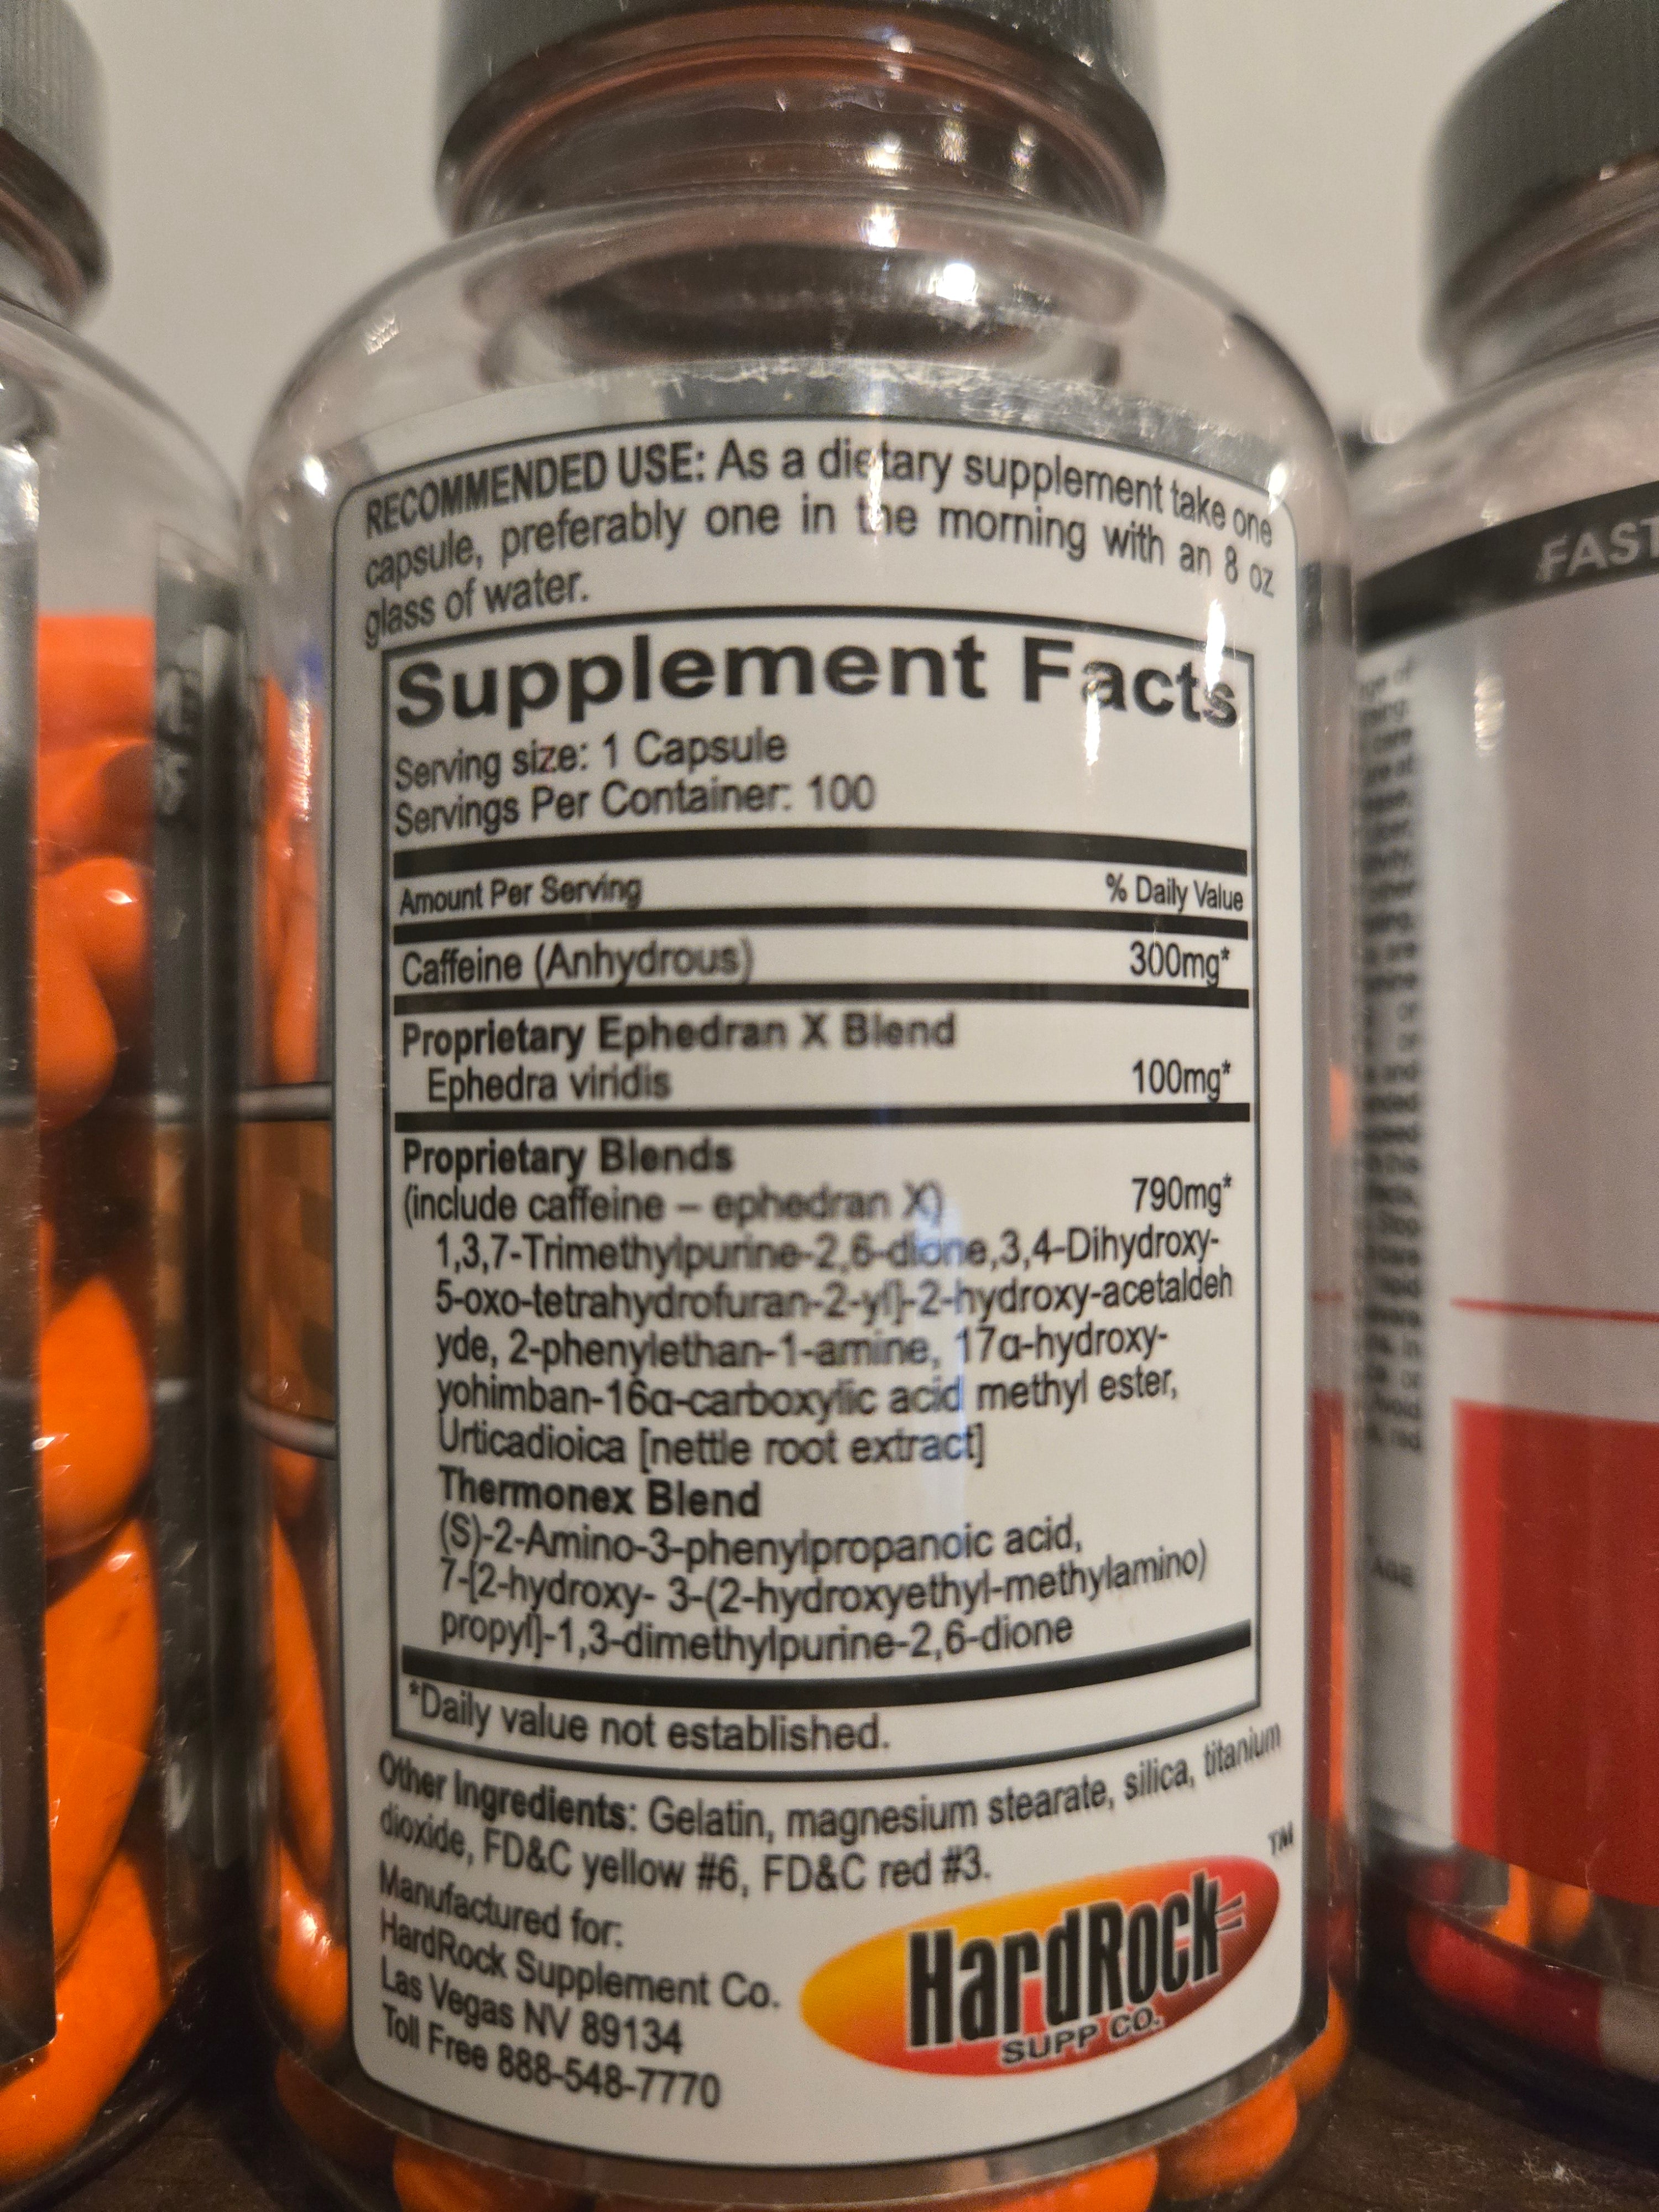 RECOMMENDED USE: As a dietary supplement take one
capsule, preferably one in the morning with an 8 oz
glass of water.
Supplement Facts
Serving size: 1 Capsule
Servings Per Container: 100
Amount Per Serving % Daily Value
Caffeine (Anhydrous) 300mg*
Proprietary Ephedran X Blend
Ephedra viridis 100mg*
Proprietary Blends
(include caffeine – ephedran X) 790mg*
1,3,7-Trimethylpurine-2,6-dione,3,4-Dihydroxy-
5-oxo-tetrahydrofuran-2-yl]-2-hydroxy-acetaldeh
yde, 2-phenylethan-1-amine, 17α-hydroxy-
yohimban-16α-carboxylic acid methyl ester,
Urticadioica [nettle root extract]
Thermonex Blend
(S)-2-Amino-3-phenylpropanoic acid,
7-[2-hydroxy- 3-(2-hydroxyethyl-methylamino)
propyl]-1,3-dimethylpurine-2,6-dione
*Daily value not established.
Other Ingredients: Gelatin, magnesium stearate, silica, titanium
dioxide, FD&C yellow #6, FD&C red #3.
Manufactured for:
HardRock Supplement Co.
Las Vegas NV 89134
Toll Free 888-548-7770
HardRock
SUPP CO.
TM
FAST